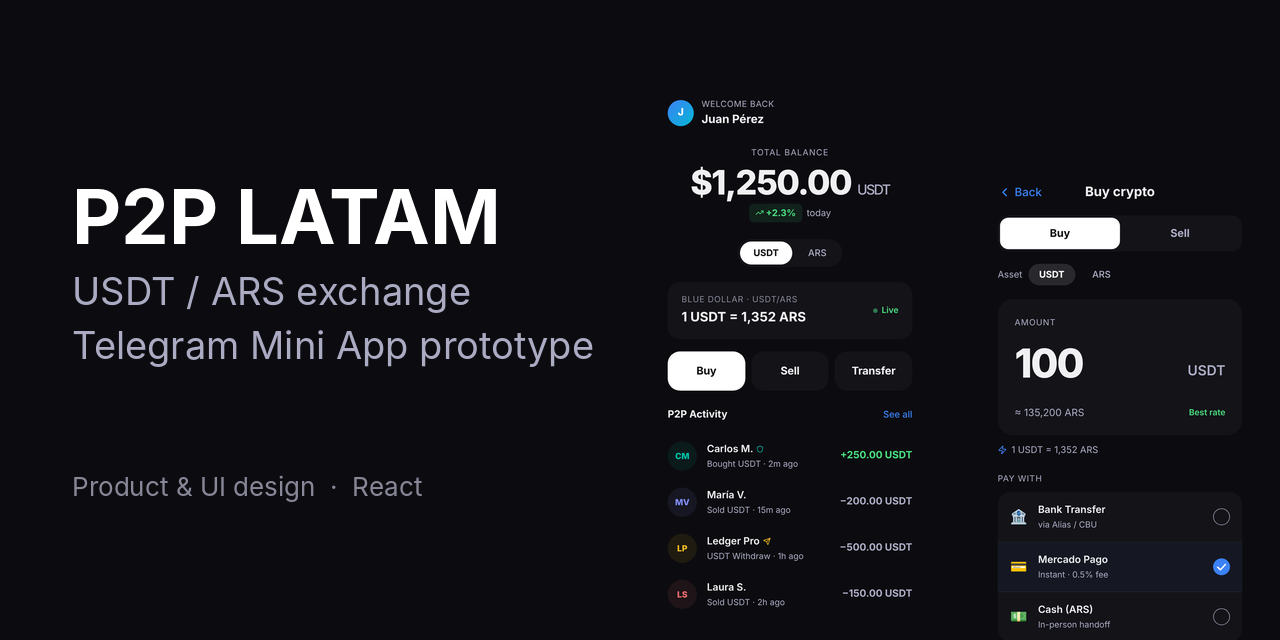 P2P LATAM
USDT / ARS exchange
Telegram Mini App prototype
Product & UI design · React
J
WELCOME BACK
Juan Pérez
TOTAL BALANCE
$1,250.00 USDT
+2.3% today
USDT ARS
BLUE DOLLAR · USDT/ARS
1 USDT = 1,352 ARS
Live
Buy Sell Transfer
P2P Activity See all
CM Carlos M. +250.00 USDT
Bought USDT · 2m ago
MV María V. −200.00 USDT
Sold USDT · 15m ago
LP Ledger Pro −500.00 USDT
USDT Withdraw · 1h ago
LS Laura S. −150.00 USDT
Sold USDT · 2h ago
Back Buy crypto
Buy Sell
Asset USDT ARS
AMOUNT
100 USDT
≈ 135,200 ARS Best rate
1 USDT = 1,352 ARS
PAY WITH
Bank Transfer
via Alias / CBU
Mercado Pago
Instant · 0.5% fee
Cash (ARS)
In-person handoff